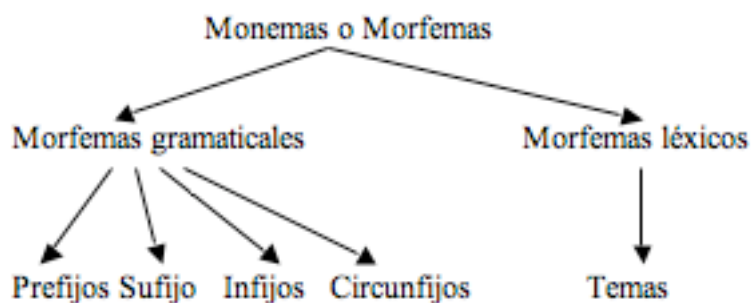 Monemas o Morfemas
Morfemas gramaticales Morfemas léxicos
Prefijos Sufijo Infijos Circunfijos Temas